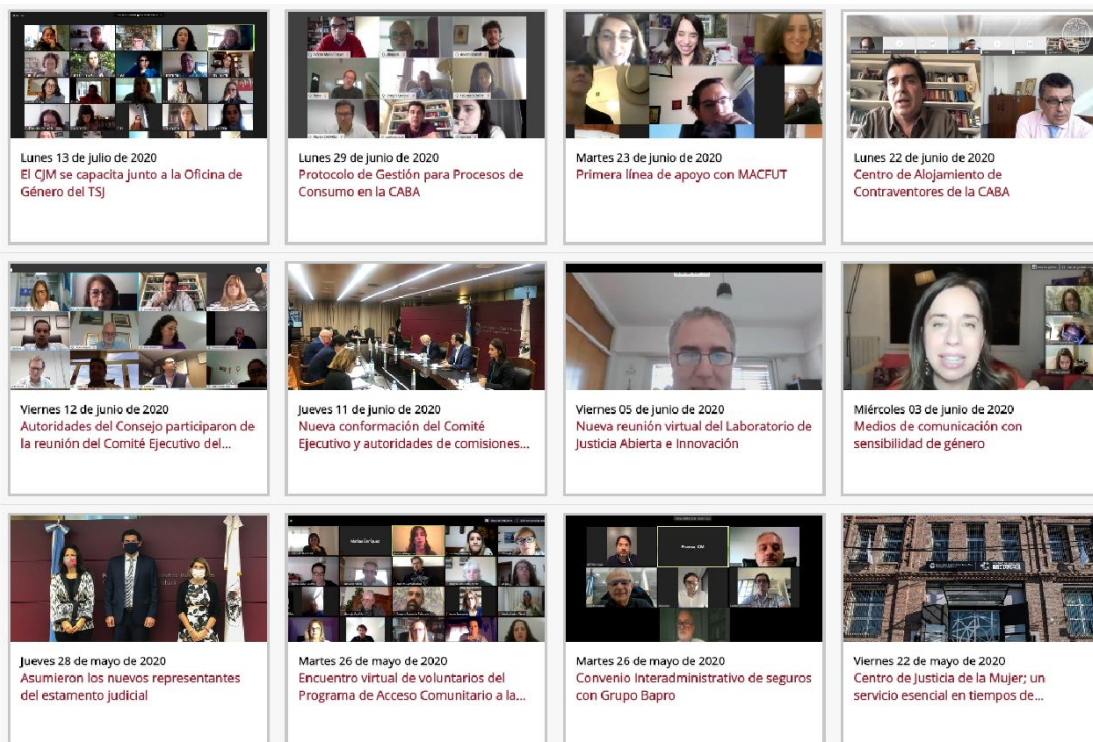 Lunes 13 de julio de 2020
El CJM se capacita junto a la Oficina de
Género del TSJ
Lunes 29 de junio de 2020
Protocolo de Gestión para Procesos de
Consumo en la CABA
Martes 23 de junio de 2020
Primera línea de apoyo con MACFUT
Lunes 22 de junio de 2020
Centro de Alojamiento de
Contraventores de la CABA
Viernes 12 de junio de 2020
Autoridades del Consejo participaron de
la reunión del Comité Ejecutivo del...
Jueves 11 de junio de 2020
Nueva conformación del Comité
Ejecutivo y autoridades de comisiones...
Viernes 05 de junio de 2020
Nueva reunión virtual del Laboratorio de
Justicia Abierta e Innovación
Miércoles 03 de junio de 2020
Medios de comunicación con
sensibilidad de género
Matías Enríquez
Prensa CM
Jueves 28 de mayo de 2020
Asumieron los nuevos representantes
del estamento judicial
Martes 26 de mayo de 2020
Encuentro virtual de voluntarios del
Programa de Acceso Comunitario a la...
Martes 26 de mayo de 2020
Convenio Interadministrativo de seguros
con Grupo Bapro
Viernes 22 de mayo de 2020
Centro de Justicia de la Mujer; un
servicio esencial en tiempos de...